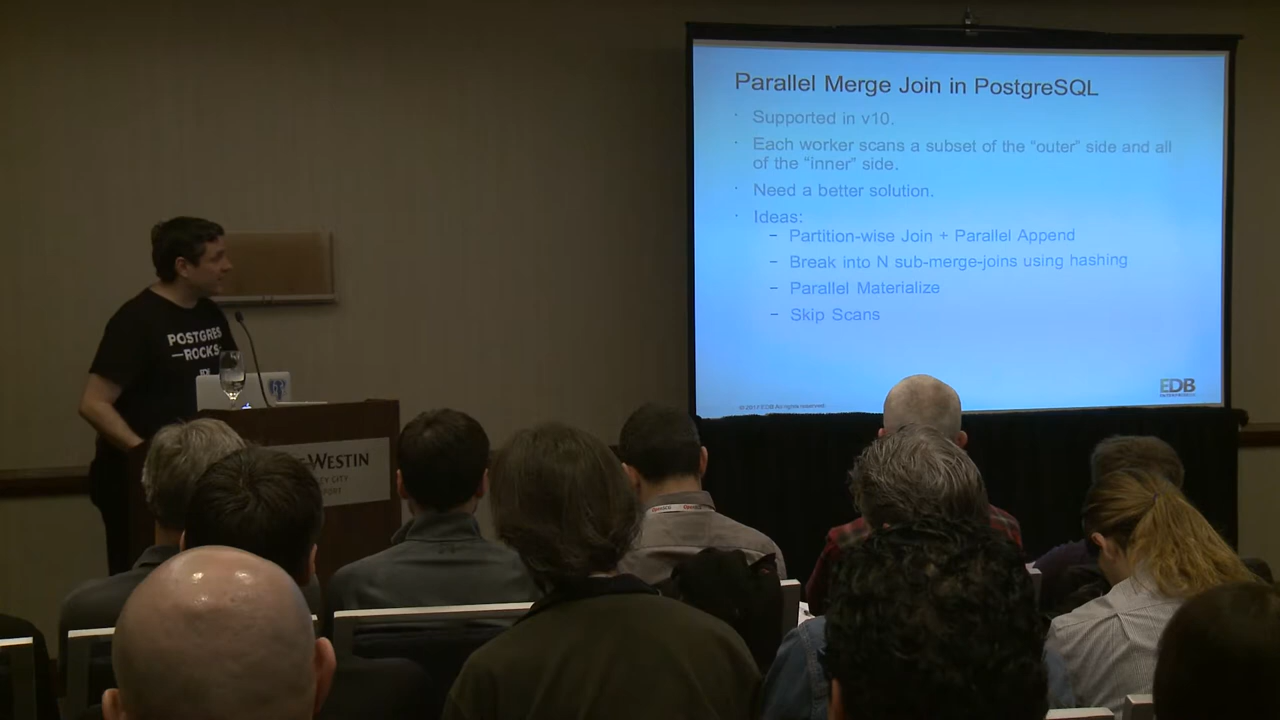 Parallel Merge Join in PostgreSQL
· Supported in v10.
· Each worker scans a subset of the “outer” side and all
of the “inner” side.
· Need a better solution.
· Ideas:
– Partition-wise Join + Parallel Append
– Break into N sub-merge-joins using hashing
– Parallel Materialize
– Skip Scans
EDB
POSTGRES
—ROCKS—
WESTIN